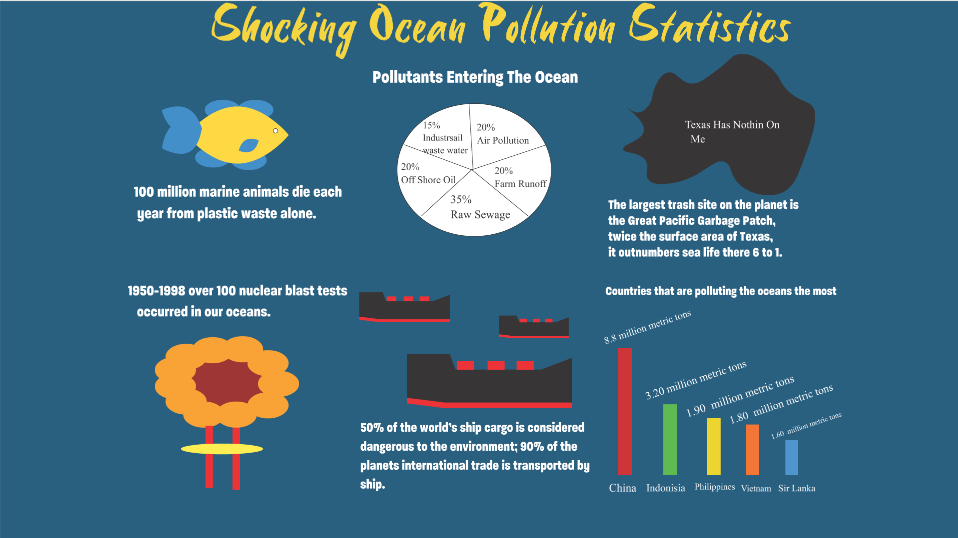 Shocking Ocean Pollution Statistics
Pollutants Entering The Ocean
15%
Industrsail
waste water
20%
Air Pollution
20%
Off Shore Oil
20%
Farm Runoff
35%
Raw Sewage
Texas Has Nothin On
Me
100 million marine animals die each
year from plastic waste alone.
The largest trash site on the planet is
the Great Pacific Garbage Patch,
twice the surface area of Texas,
it outnumbers sea life there 6 to 1.
1950-1998 over 100 nuclear blast tests
occurred in our oceans.
50% of the world's ship cargo is considered
dangerous to the environment; 90% of the
planets international trade is transported by
ship.
Countries that are polluting the oceans the most
8.8 million metric tons
3.20 million metric tons
1.90 million metric tons
1.80 million metric tons
1.60 million metric tons
China
Indonisia
Philippines
Vietnam
Sir Lanka